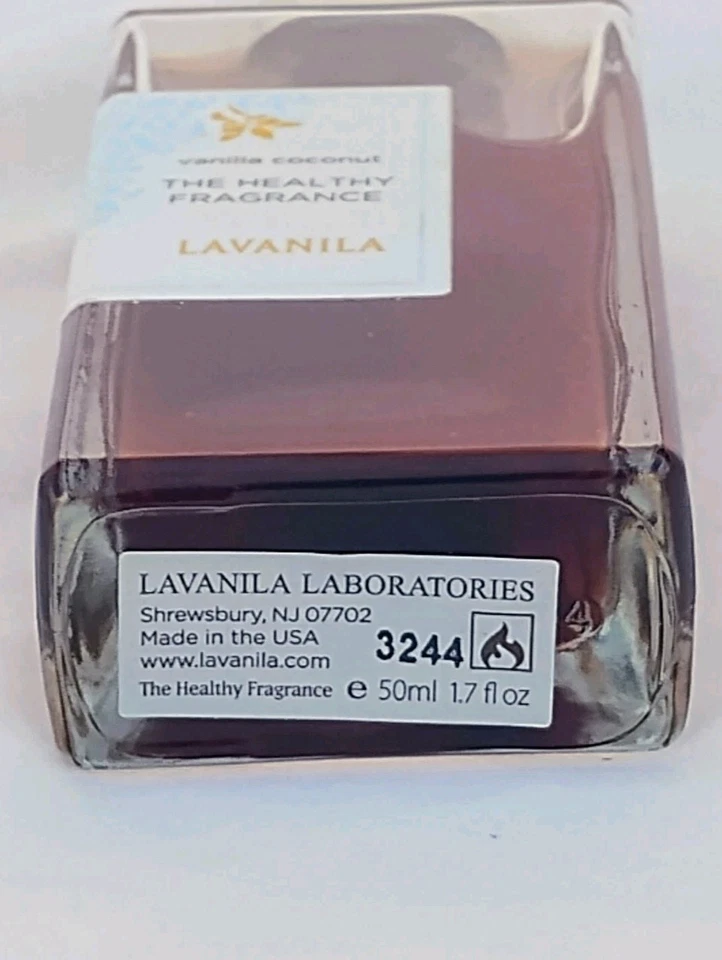 vanilla coconut
THE HEALTHY
FRAGRANCE
LAVANILA
LAVANILA LABORATORIES
Shrewsbury, NJ 07702
Made in the USA
www.lavanila.com
3244
The Healthy Fragrance e 50ml 1.7 fl oz
4